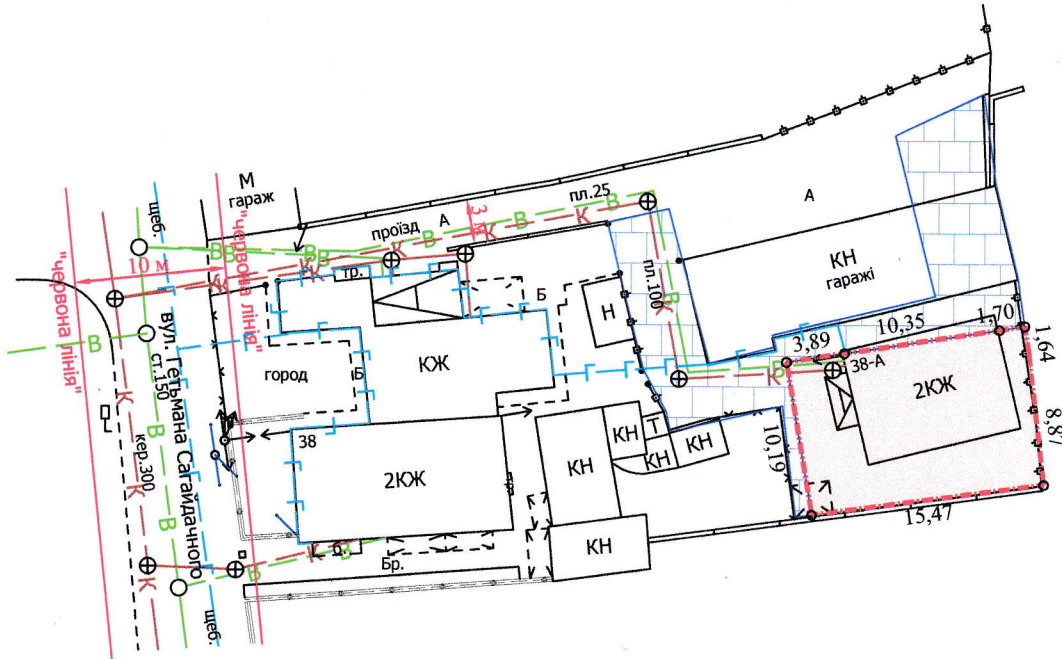 М
гараж
щеб.
"червона лінія"
"червона лінія"
10 м
вул. Гетьмана Сагайдачного
ст.150
кер.300
щеб.
В
В
В
В
В
В
К
К
К
К
проїзд
А
3 м
пл.25
В
В
В
К
К
К
К
пл.100
В
К
А
КН
гаражі
тр.
Б
Н
город
Б
КЖ
38
2КЖ
КН
КН
Т
КН
КН
КН
б.
Бр.
К
В
К
3,89
10,35
1,70
1,64
38-А
2КЖ
8,87
10,19
15,47